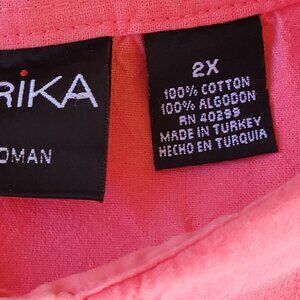 RiKA
OMAN
2X
100% COTTON
100% ALGODON
RN 40299
MADE IN TURKEY
HECHO EN TURQUIA